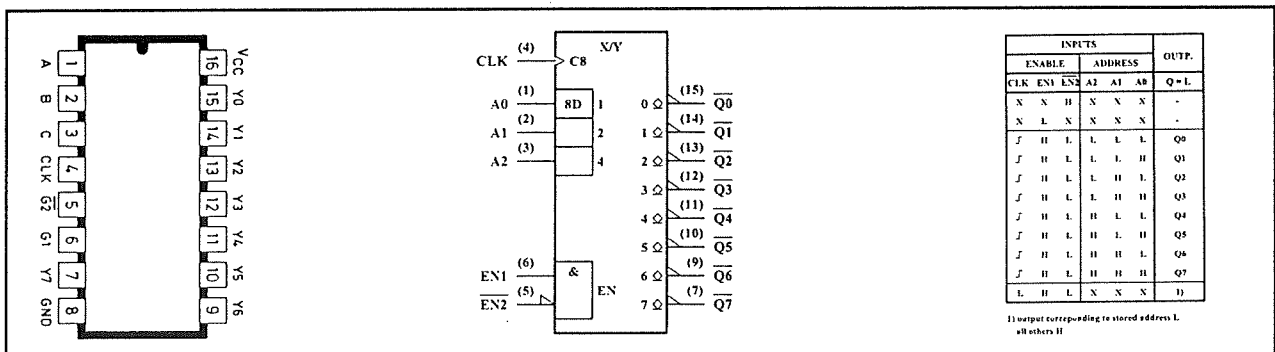 A 1
B 2
C 3
CLK 4
G2 5
G1 6
Y7 7
GND 8
16 VCC
15 Y0
14 Y1
13 Y2
12 Y3
11 Y4
10 Y5
9 Y6
X/Y
CLK (4) C8
A0 (1) 8D 1
A1 (2) 2
A2 (3) 4
EN1 (6) & EN
EN2 (5)
0 ◇ (15) Q0
1 ◇ (14) Q1
2 ◇ (13) Q2
3 ◇ (12) Q3
4 ◇ (11) Q4
5 ◇ (10) Q5
6 ◇ (9) Q6
7 ◇ (7) Q7
INPUTS OUTP.
ENABLE ADDRESS
CLK EN1 EN2 A2 A1 A0 Q = L
X X H X X X -
X L X X X X -
∫ H L L L L Q0
∫ H L L L H Q1
∫ H L L H L Q2
∫ H L L H H Q3
∫ H L H L L Q4
∫ H L H L H Q5
∫ H L H H L Q6
∫ H L H H H Q7
L H L X X X 1)
1) output correponding to stored address L
all others H